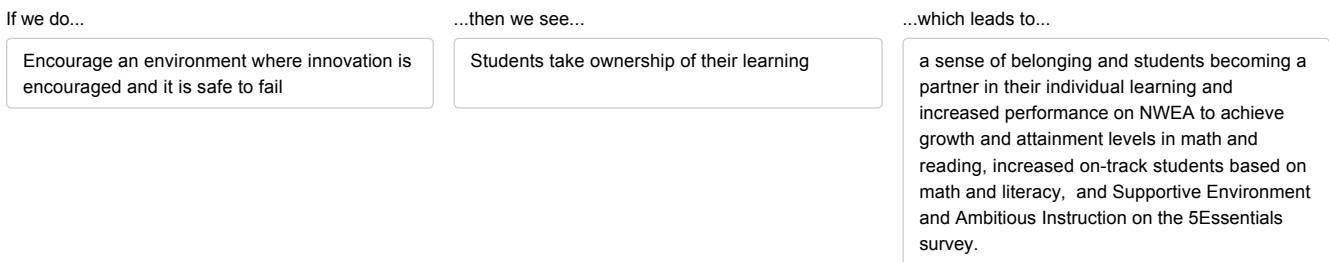 If we do...
Encourage an environment where innovation is
encouraged and it is safe to fail
...then we see...
Students take ownership of their learning
...which leads to...
a sense of belonging and students becoming a
partner in their individual learning and
increased performance on NWEA to achieve
growth and attainment levels in math and
reading, increased on-track students based on
math and literacy,  and Supportive Environment
and Ambitious Instruction on the 5Essentials
survey.